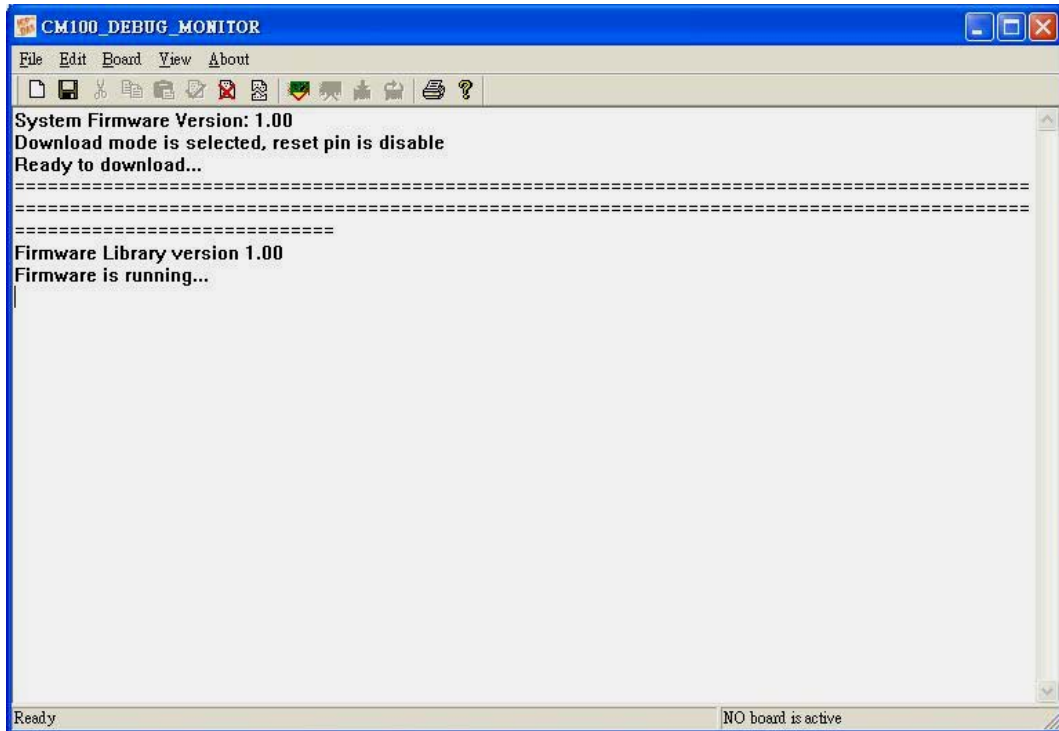 CM100_DEBUG_MONITOR
File Edit Board View About
System Firmware Version: 1.00
Download mode is selected, reset pin is disable
Ready to download...
============================================================================================
============================================================================================
=============================
Firmware Library version 1.00
Firmware is running...
Ready NO board is active